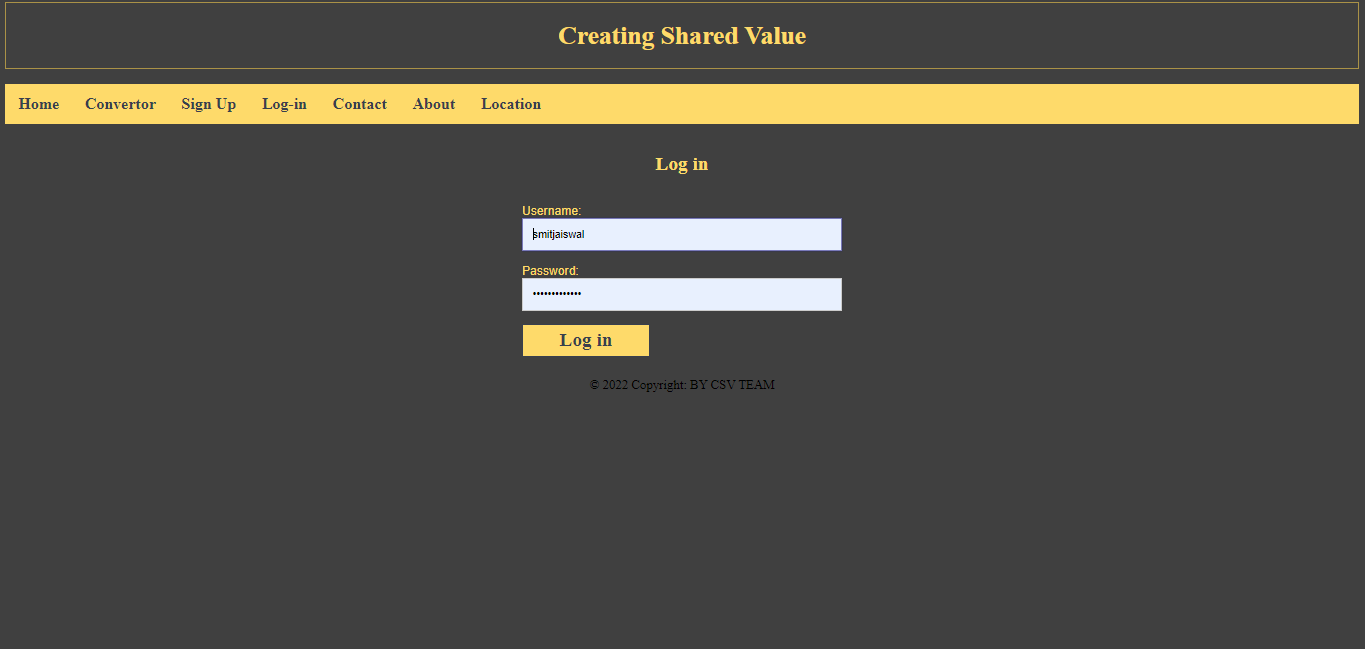 Creating Shared Value
Home Convertor Sign Up Log-in Contact About Location
Log in
Username:
smitjaiswal
Password:
•••••••••••••
Log in
© 2022 Copyright: BY CSV TEAM